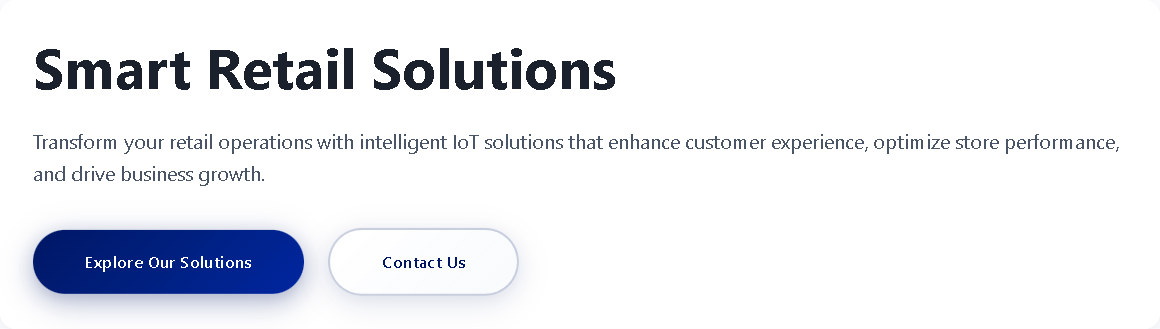 Smart Retail Solutions
Transform your retail operations with intelligent IoT solutions that enhance customer experience, optimize store performance,
and drive business growth.
Explore Our Solutions
Contact Us